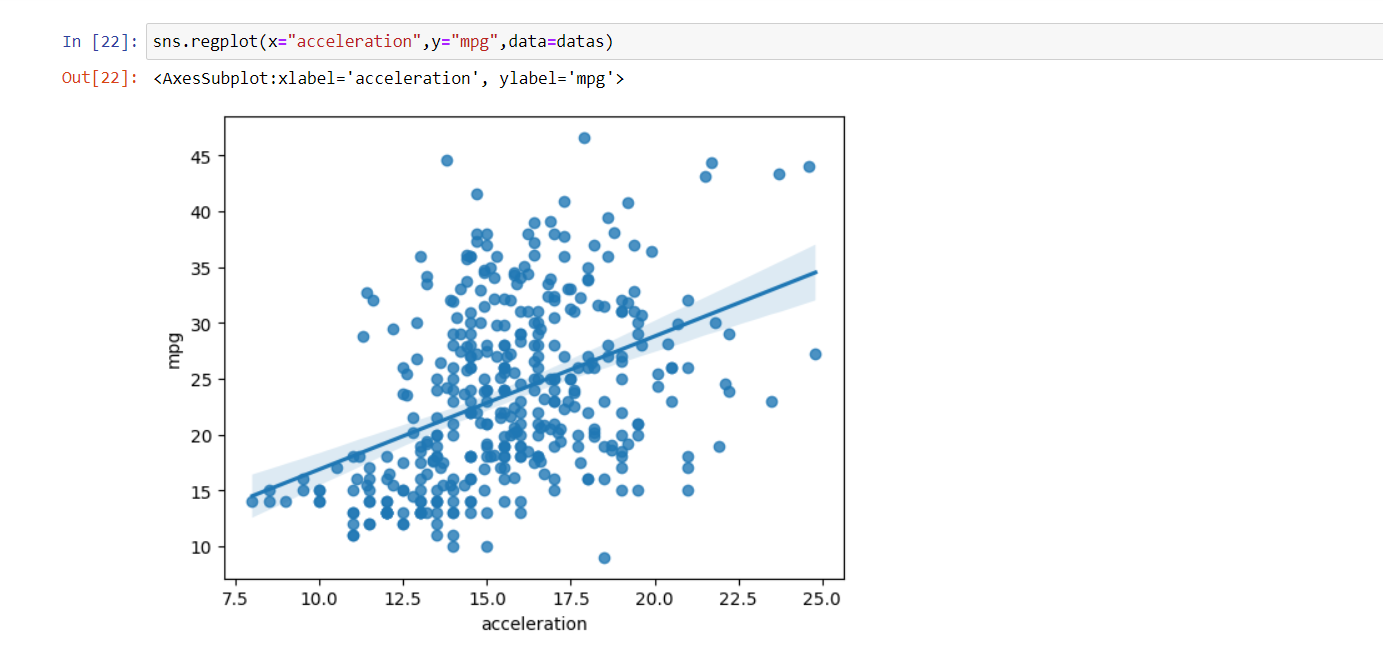 In [22]: sns.regplot(x="acceleration",y="mpg",data=datas)
Out[22]: <AxesSubplot:xlabel='acceleration', ylabel='mpg'>
45
40
35
30
25
20
15
10
mpg
7.5 10.0 12.5 15.0 17.5 20.0 22.5 25.0
acceleration